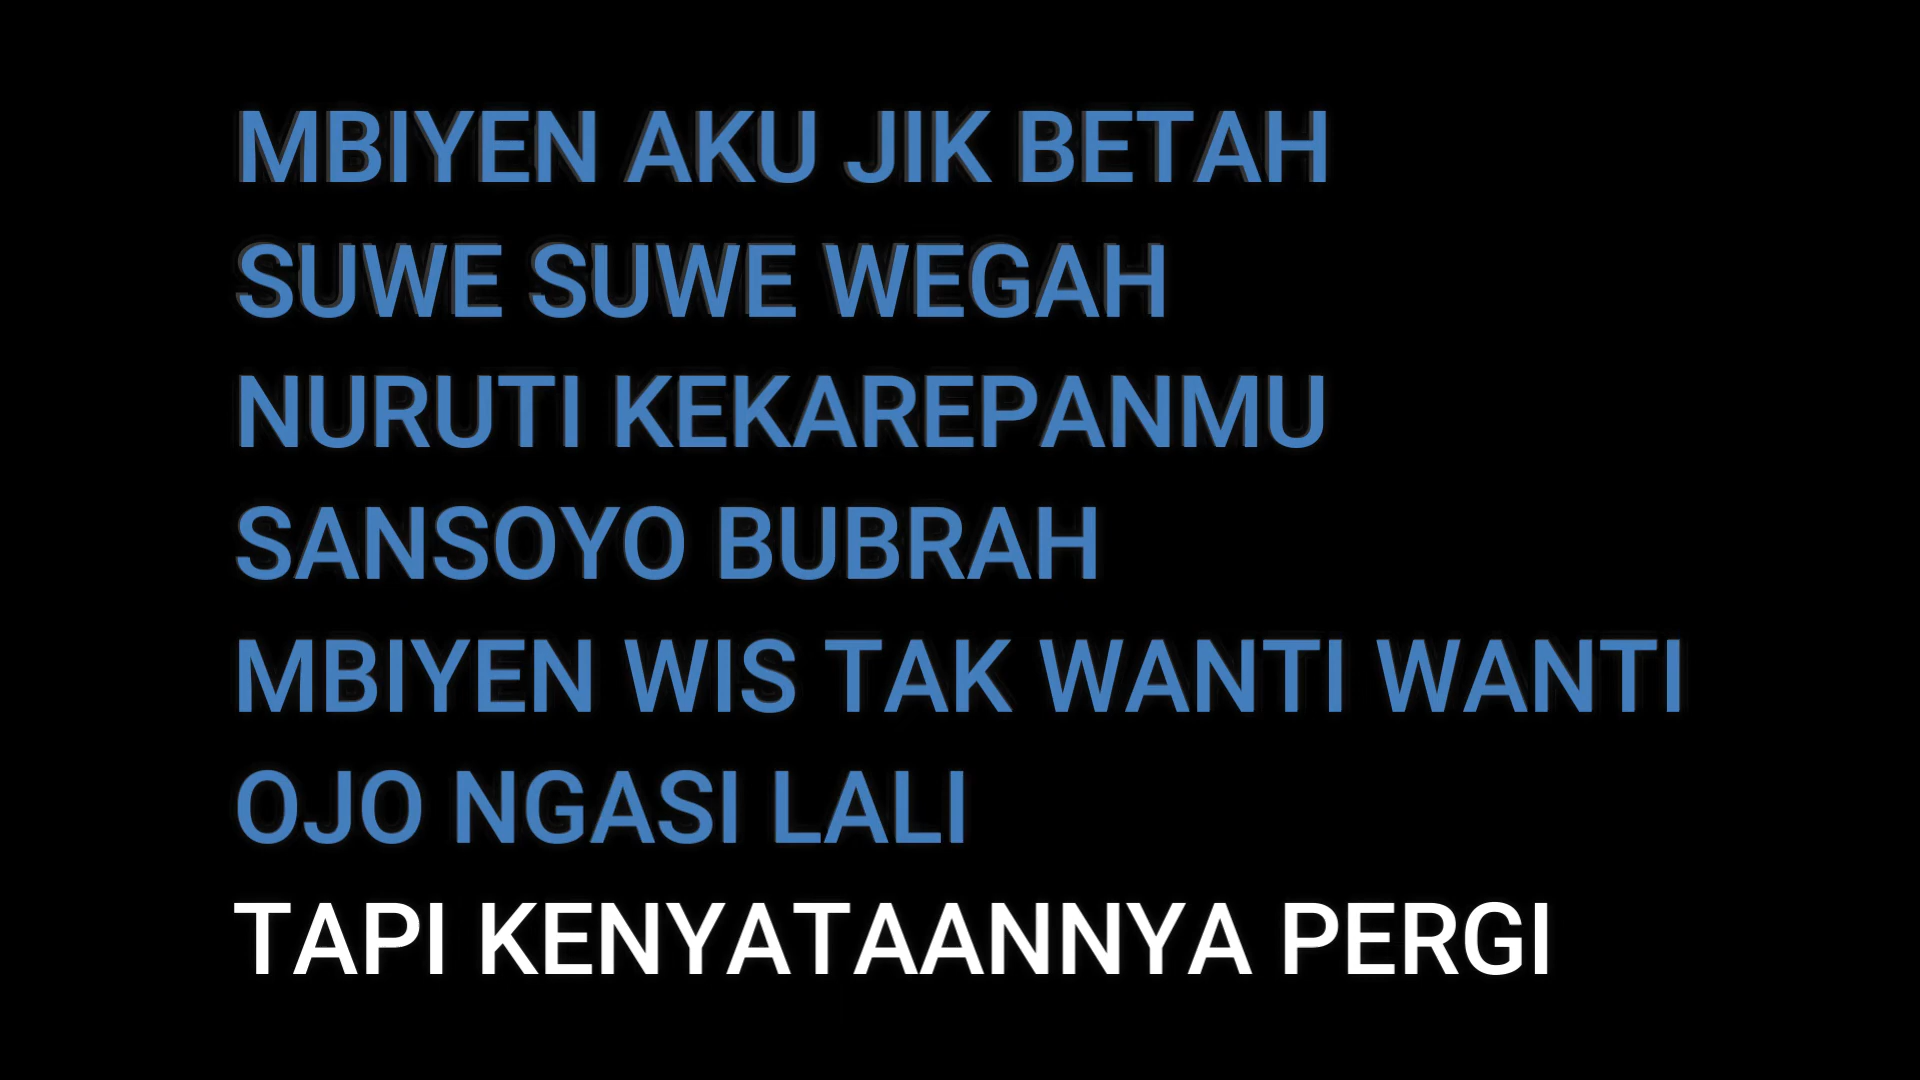 MBIYEN AKU JIK BETAH
SUWE SUWE WEGAH
NURUTI KEKAREPANMU
SANSOYO BUBRAH
MBIYEN WIS TAK WANTI WANTI
OJO NGASI LALI
TAPI KENYATAANNYA PERGI